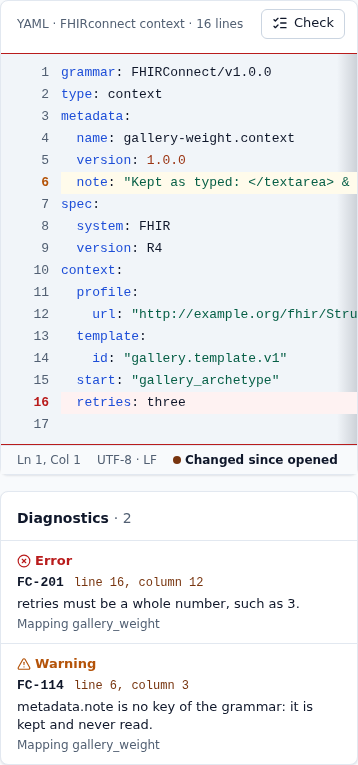 YAML · FHIRconnect context · 16 lines
Check
1 grammar: FHIRConnect/v1.0.0
2 type: context
3 metadata:
4 name: gallery-weight.context
5 version: 1.0.0
6 note: "Kept as typed: </textarea> &
7 spec:
8 system: FHIR
9 version: R4
10 context:
11 profile:
12 url: "http://example.org/fhir/Stru
13 template:
14 id: "gallery.template.v1"
15 start: "gallery_archetype"
16 retries: three
17
Ln 1, Col 1 UTF-8 · LF Changed since opened
Diagnostics · 2
Error
FC-201 line 16, column 12
retries must be a whole number, such as 3.
Mapping gallery_weight
Warning
FC-114 line 6, column 3
metadata.note is no key of the grammar: it is
kept and never read.
Mapping gallery_weight